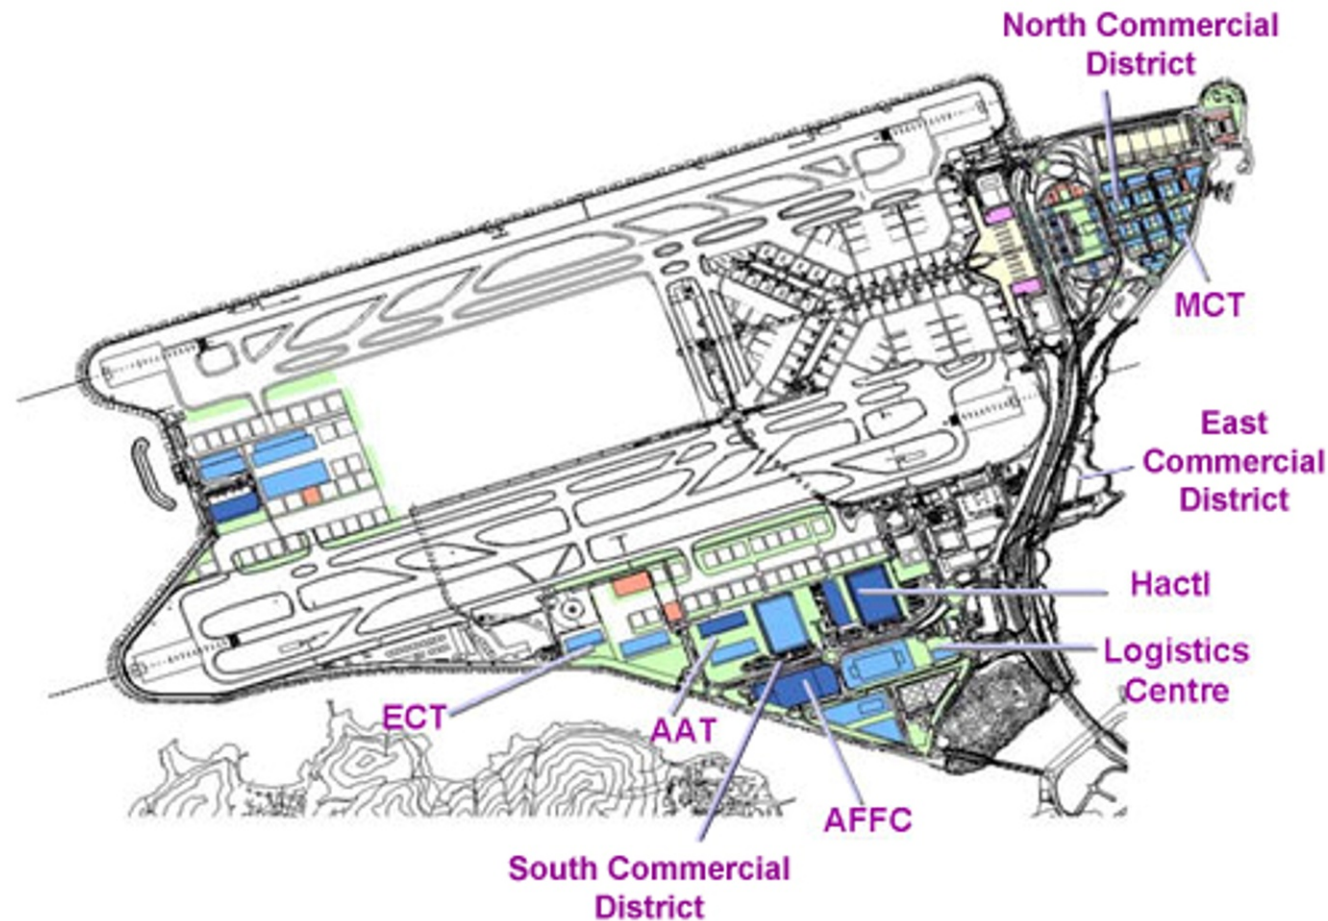 North Commercial
District
MCT
East
Commercial
District
Hactl
Logistics
Centre
ECT
AAT
AFFC
South Commercial
District